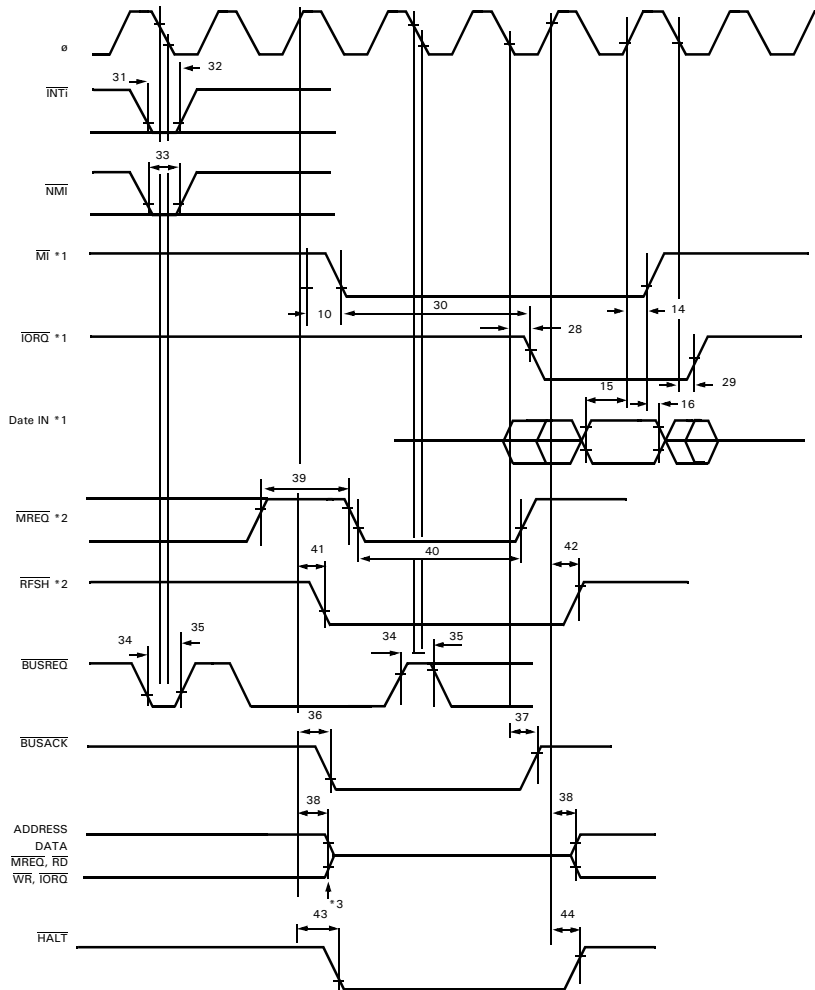 ø
31
32
INTi
33
NMI
MI *1
10
30
14
IORQ *1
28
29
15
16
Date IN *1
39
MREQ *2
40
41
42
RFSH *2
34
35
34
35
BUSREQ
36
37
BUSACK
38
38
ADDRESS
DATA
MREQ, RD
WR, IORQ
*3
43
44
HALT